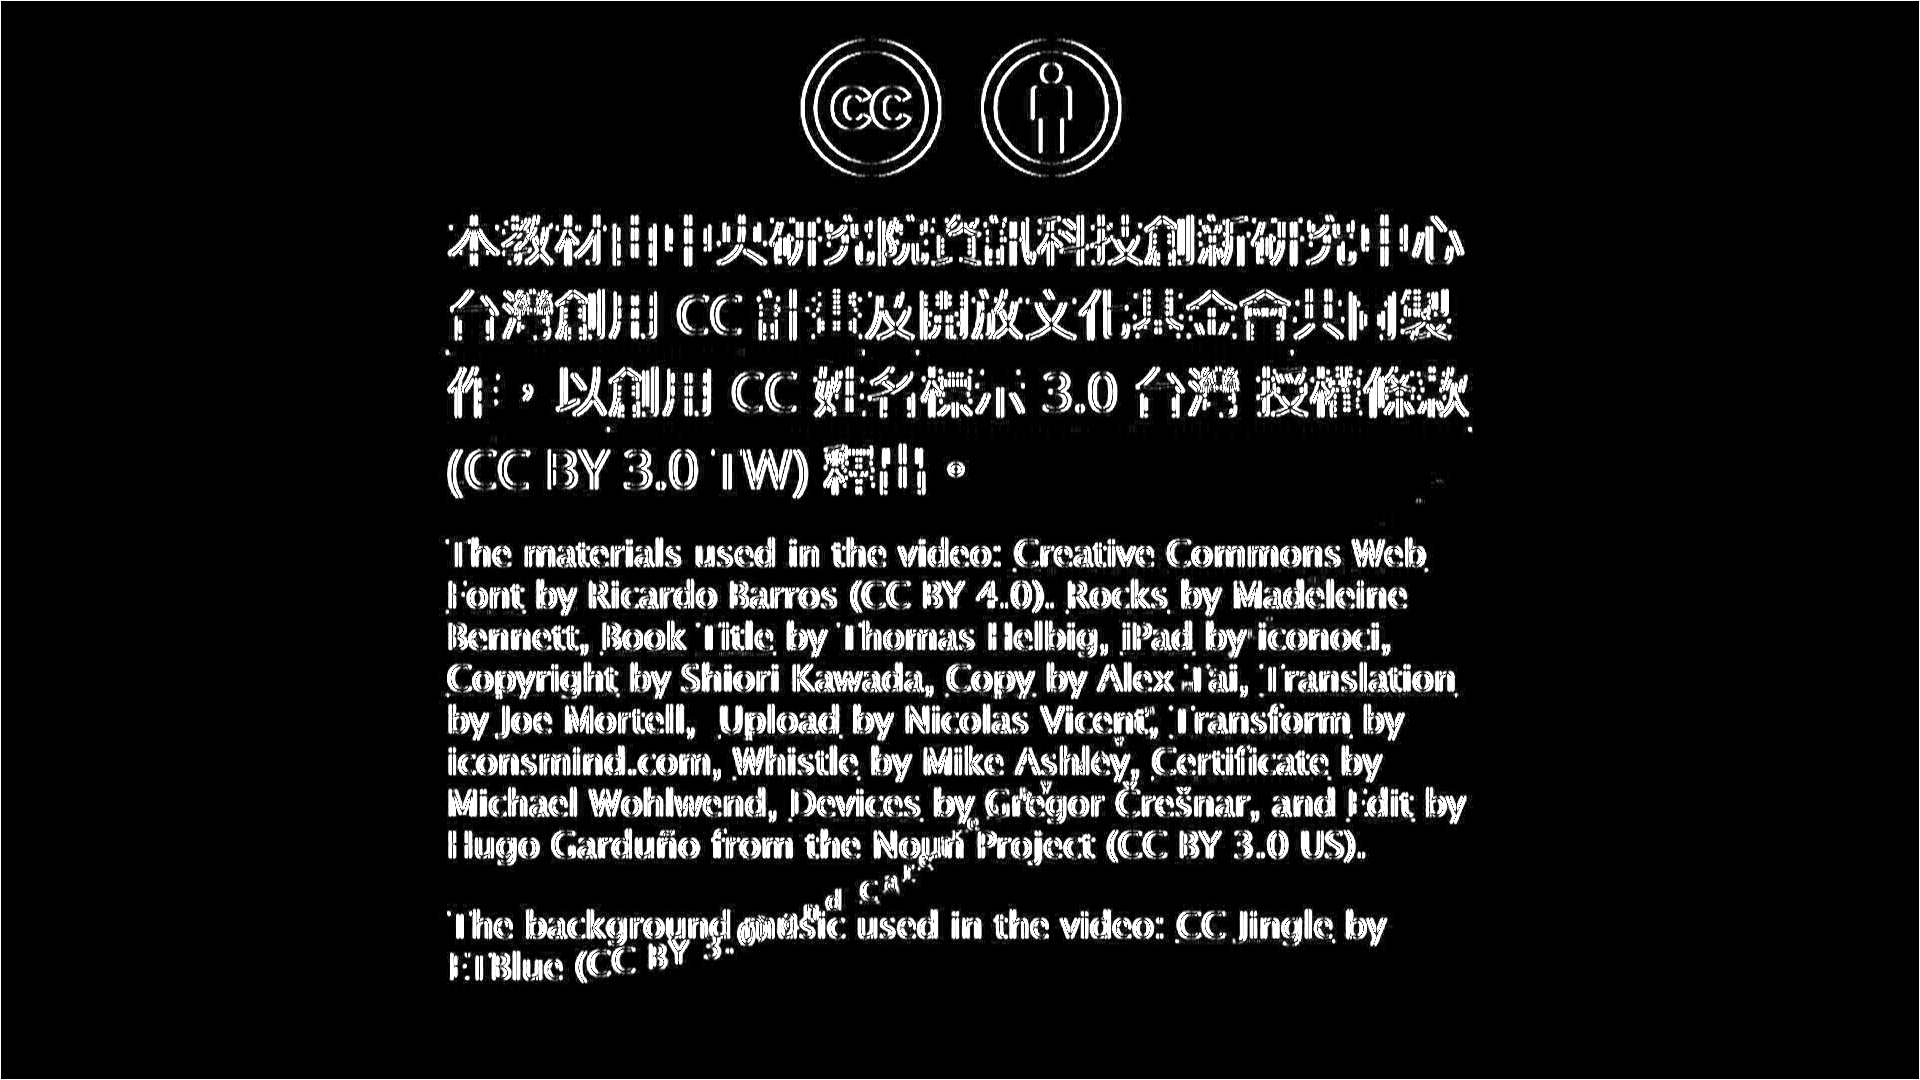 cc
本教材由中央研究院資訊科技創新研究中心
台灣創用 CC 計畫及開放文化基金會共同製
作，以創用 CC 姓名標示 3.0 台灣 授權條款
(CC BY 3.0 TW) 釋出。
The materials used in the video: Creative Commons Web
Font by Ricardo Barros (CC BY 4.0). Rocks by Madeleine
Bennett, Book Title by Thomas Helbig, iPad by iconoci,
Copyright by Shiori Kawada, Copy by Alex Tai, Translation
by Joe Mortell, Upload by Nicolas Vicent, Transform by
iconsmind.com, Whistle by Mike Ashley, Certificate by
Michael Wohlwend, Devices by Gregor Črešnar, and Edit by
Hugo Garduño from the Noun Project (CC BY 3.0 US).
The background music used in the video: CC Jingle by
ETBlue (CC BY 3.